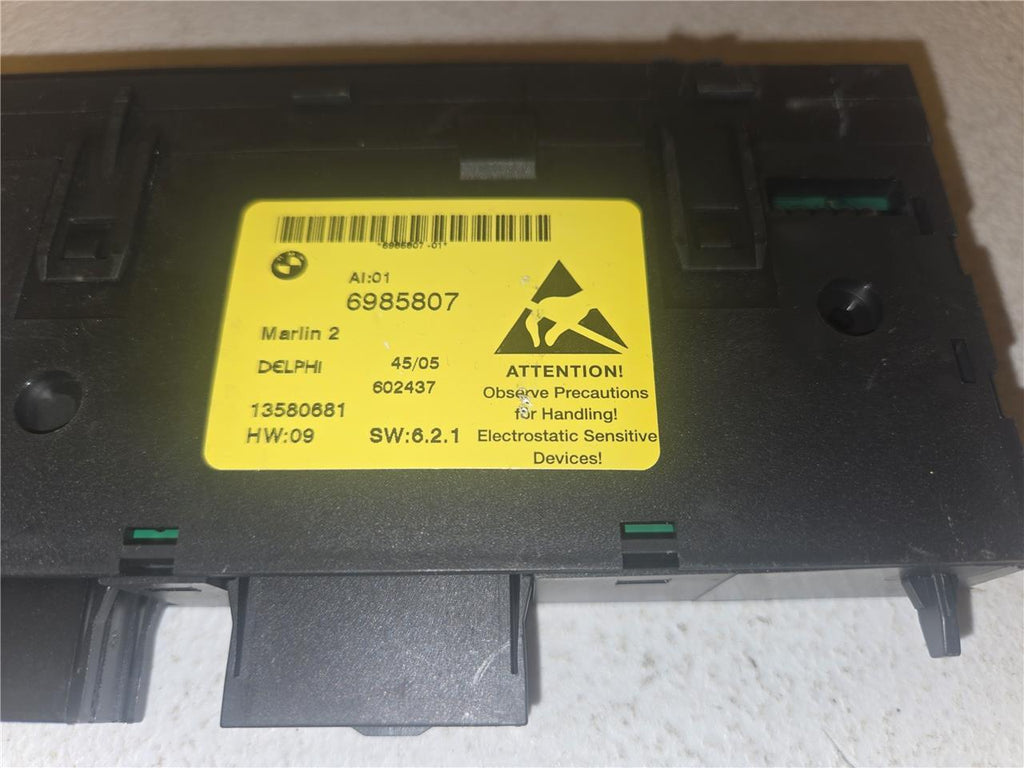 *6985807-01*
AI:01
6985807
Marlin 2
DELPHI 45/05
602437
13580681
HW:09 SW:6.2.1
ATTENTION!
Observe Precautions
for Handling!
Electrostatic Sensitive
Devices!